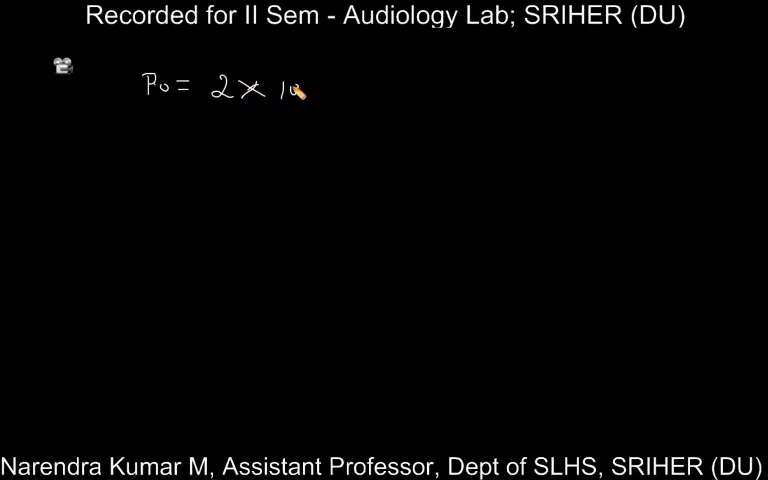 Recorded for II Sem - Audiology Lab; SRIHER (DU)
P0 = 2 × 10
Narendra Kumar M, Assistant Professor, Dept of SLHS, SRIHER (DU)